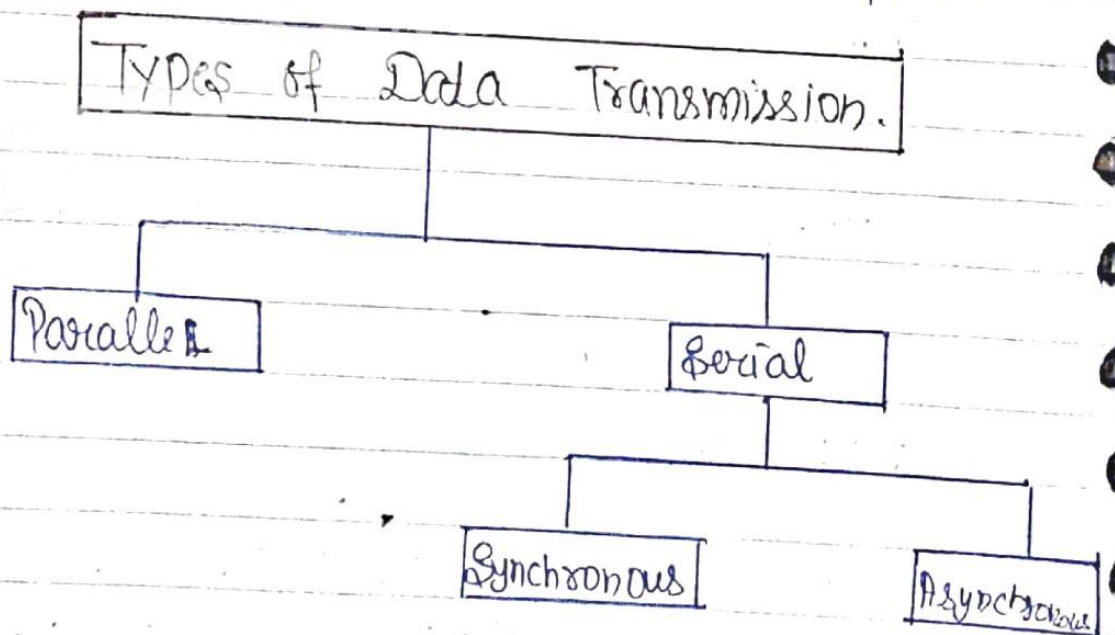 Types of Data Transmission.
Parallel
Serial
Synchronous
Asynchronous